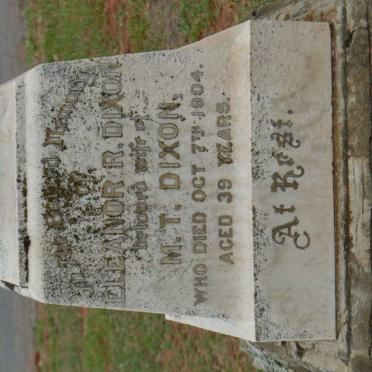 In Loving Memory
of
ELEANOR R. DIXON
beloved wife of
M. T. DIXON,
WHO DIED OCT 7TH 1904.
AGED 39 YEARS.
At Rest.